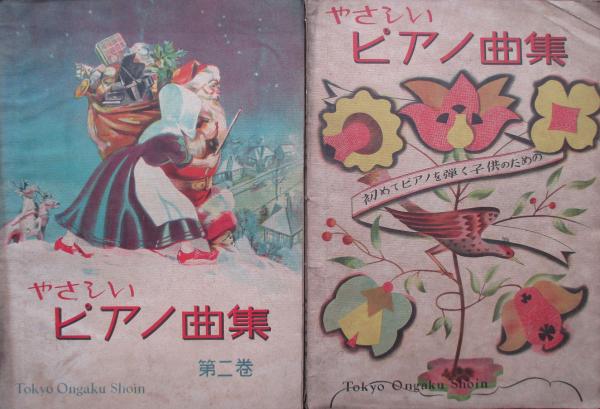 やさしい
ピアノ曲集
第二巻
Tokyo Ongaku Shoin
やさしい
ピアノ曲集
初めてピアノを弾く子供のための
Tokyo Ongaku Shoin